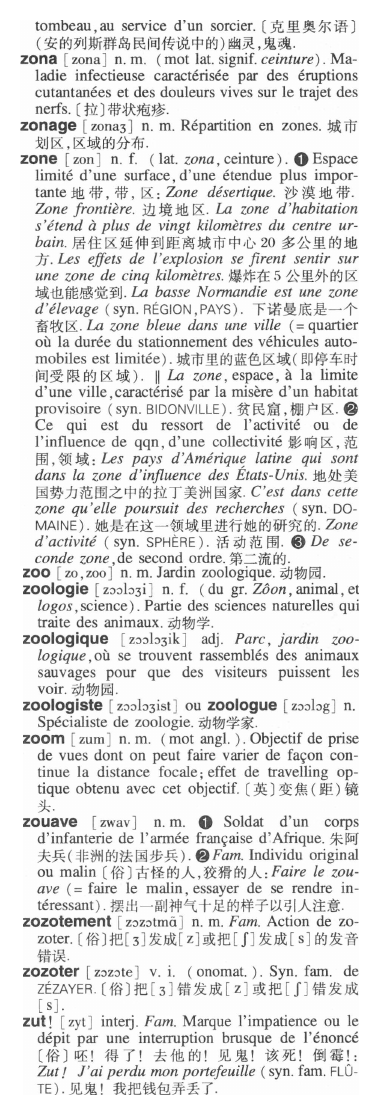 tombeau, au service d'un sorcier. 〔克里奥尔语〕
(安的列斯群岛民间传说中的)幽灵,鬼魂.
zona [zona] n. m. (mot lat. signif. ceinture). Ma-
ladie infectieuse caractérisée par des éruptions
cutantanées et des douleurs vives sur le trajet des
nerfs. 〔拉〕带状疱疹.
zonage [zonaʒ] n. m. Répartition en zones. 城市
划区,区域的分布.
zone [zon] n. f. (lat. zona, ceinture). ❶ Espace
limité d'une surface, d'une étendue plus impor-
tante 地带,带,区: Zone désertique. 沙漠地带.
Zone frontière. 边境地区. La zone d'habitation
s'étend à plus de vingt kilomètres du centre ur-
bain. 居住区延伸到距离城市中心 20 多公里的地
方. Les effets de l'explosion se firent sentir sur
une zone de cinq kilomètres. 爆炸在 5 公里外的区
域也能感觉到. La basse Normandie est une zone
d'élevage (syn. RÉGION, PAYS). 下诺曼底是一个
畜牧区. La zone bleue dans une ville (= quartier
où la durée du stationnement des véhicules auto-
mobiles est limitée). 城市里的蓝色区域(即停车时
间受限的区域). ‖ La zone, espace, à la limite
d'une ville, caractérisé par la misère d'un habitat
provisoire (syn. BIDONVILLE). 贫民窟,棚户区. ❷
Ce qui est du ressort de l'activité ou de
l'influence de qqn, d'une collectivité 影响区,范
围,领域: Les pays d'Amérique latine qui sont
dans la zone d'influence des États-Unis. 地处美
国势力范围之中的拉丁美洲国家. C'est dans cette
zone qu'elle poursuit des recherches (syn. DO-
MAINE). 她是在这一领域里进行她的研究的. Zone
d'activité (syn. SPHÈRE). 活动范围. ❸ De se-
conde zone, de second ordre. 第二流的.
zoo [zo, zoo] n. m. Jardin zoologique. 动物园.
zoologie [zɔɔlɔʒi] n. f. (du gr. Zôon, animal, et
logos, science). Partie des sciences naturelles qui
traite des animaux. 动物学.
zoologique [zɔɔlɔʒik] adj. Parc, jardin zoo-
logique, où se trouvent rassemblés des animaux
sauvages pour que des visiteurs puissent les
voir. 动物园.
zoologiste [zɔɔlɔʒist] ou zoologue [zɔɔlɔg] n.
Spécialiste de zoologie. 动物学家.
zoom [zum] n. m. (mot angl.). Objectif de prise
de vues dont on peut faire varier de façon con-
tinue la distance focale; effet de travelling op-
tique obtenu avec cet objectif. 〔英〕变焦(距)镜
头.
zouave [zwav] n. m. ❶ Soldat d'un corps
d'infanterie de l'armée française d'Afrique. 朱阿
夫兵(非洲的法国步兵). ❷ Fam. Individu original
ou malin 〔俗〕古怪的人,狡猾的人: Faire le zou-
ave (= faire le malin, essayer de se rendre in-
téressant). 摆出一副神气十足的样子以引人注意.
zozotement [zɔzɔtmã] n. m. Fam. Action de zo-
zoter. 〔俗〕把[ʒ]发成[z]或把[ʃ]发成[s]的发音
错误.
zozoter [zɔzɔte] v. i. (onomat.). Syn. fam. de
ZÉZAYER. 〔俗〕把[ʒ]错发成[z]或把[ʃ]错发成
[s].
zut! [zyt] interj. Fam. Marque l'impatience ou le
dépit par une interruption brusque de l'énoncé
〔俗〕呸! 得了! 去他的! 见鬼! 该死! 倒霉!:
Zut! J'ai perdu mon portefeuille (syn. fam. FLÛ-
TE). 见鬼! 我把钱包弄丢了.